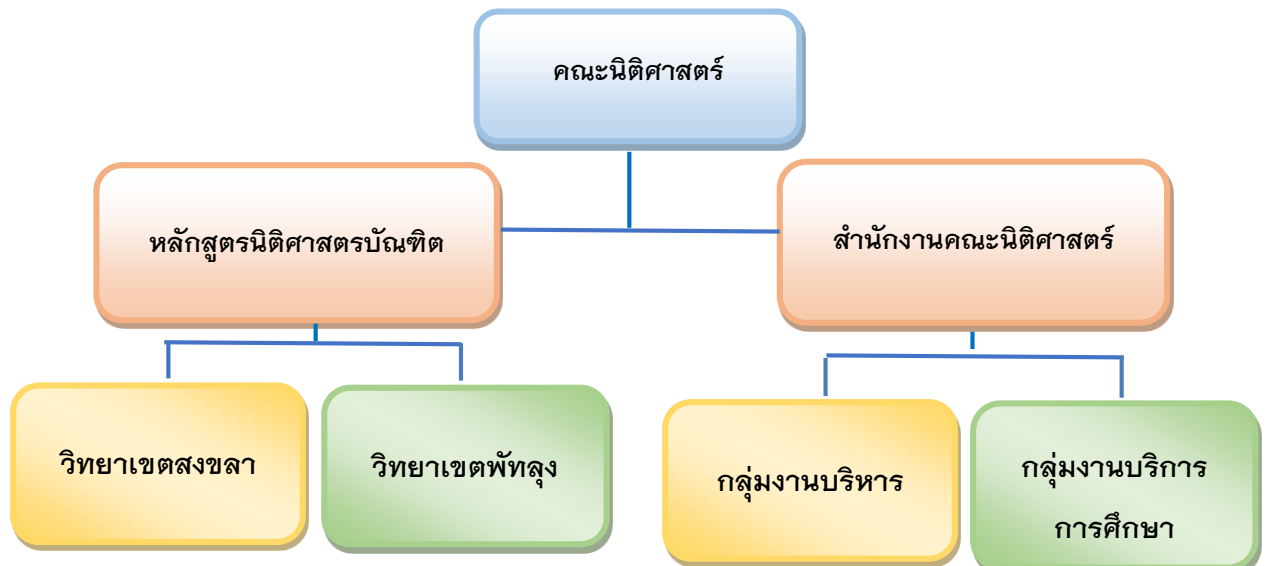 คณะนิติศาสตร์
หลักสูตรนิติศาสตรบัณฑิต
สำนักงานคณะนิติศาสตร์
วิทยาเขตสงขลา
วิทยาเขตพัทลุง
กลุ่มงานบริหาร
กลุ่มงานบริการ
การศึกษา